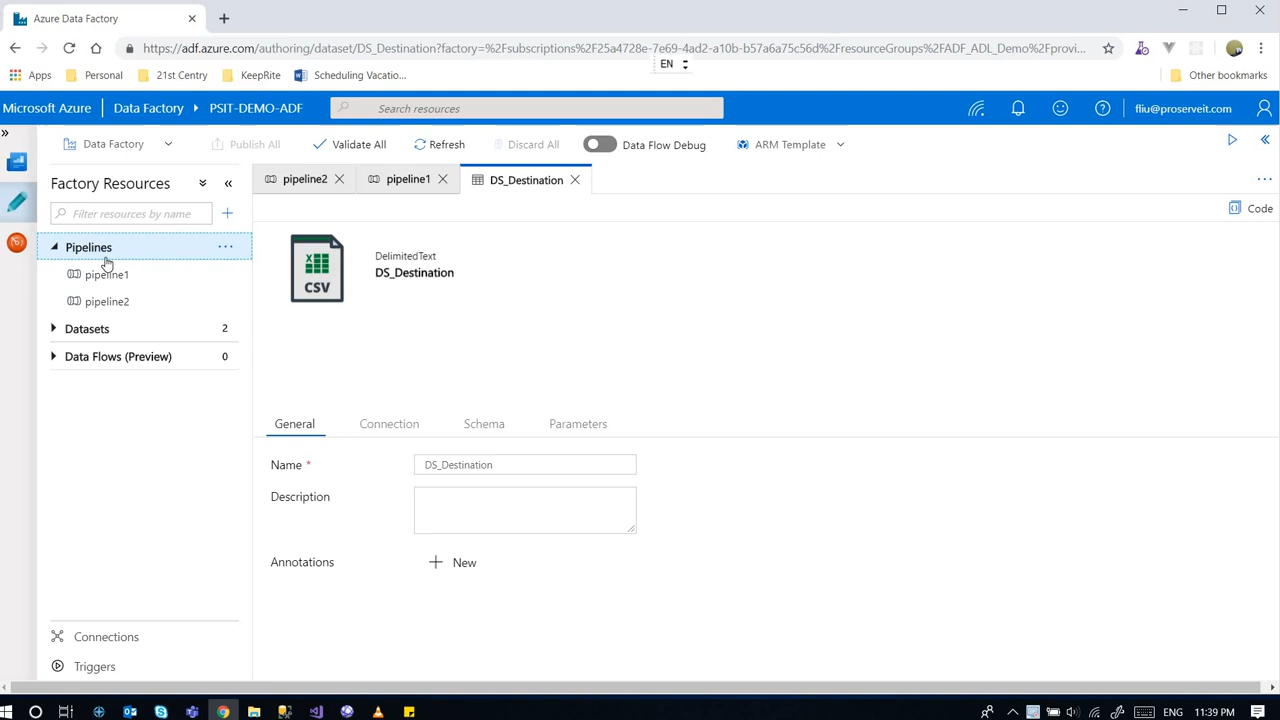 Azure Data Factory
https://adf.azure.com/authoring/dataset/DS_Destination?factory=%2Fsubscriptions%2F25a4728e-7e69-4ad2-a10b-b57a6a75c56d%2FresourceGroups%2FADF_ADL_Demo%2Fprovi...
EN
Apps Personal 21st Centry KeepRite Scheduling Vacatio... Other bookmarks
Microsoft Azure Data Factory PSIT-DEMO-ADF Search resources fliu@proserveit.com
Data Factory Publish All Validate All Refresh Discard All Data Flow Debug ARM Template
Factory Resources
pipeline2 pipeline1 DS_Destination
Filter resources by name
Code
Pipelines
pipeline1
pipeline2
Datasets 2
Data Flows (Preview) 0
CSV
DelimitedText
DS_Destination
General Connection Schema Parameters
Name *
DS_Destination
Description
Annotations
New
Connections
Triggers
ENG 11:39 PM